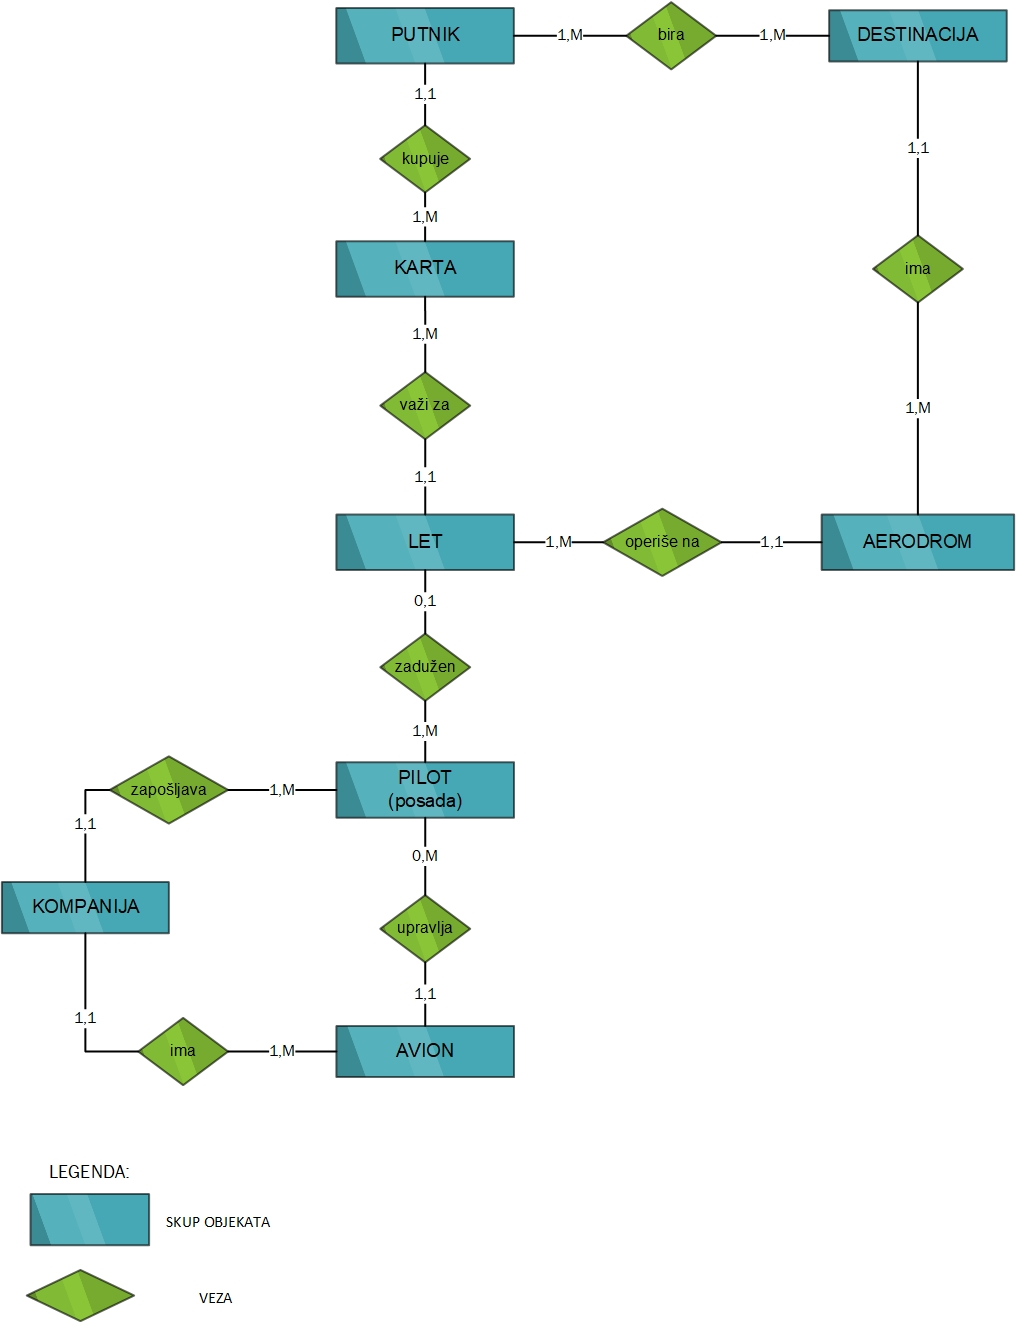 PUTNIK
1,M
bira
1,M
DESTINACIJA
1,1
kupuje
1,M
1,1
ima
1,M
KARTA
1,M
važi za
1,1
LET
1,M
operiše na
1,1
AERODROM
0,1
zadužen
1,M
PILOT
(posada)
1,M
zapošljava
1,1
KOMPANIJA
0,M
upravlja
1,1
1,1
ima
1,M
AVION
LEGENDA:
SKUP OBJEKATA
VEZA